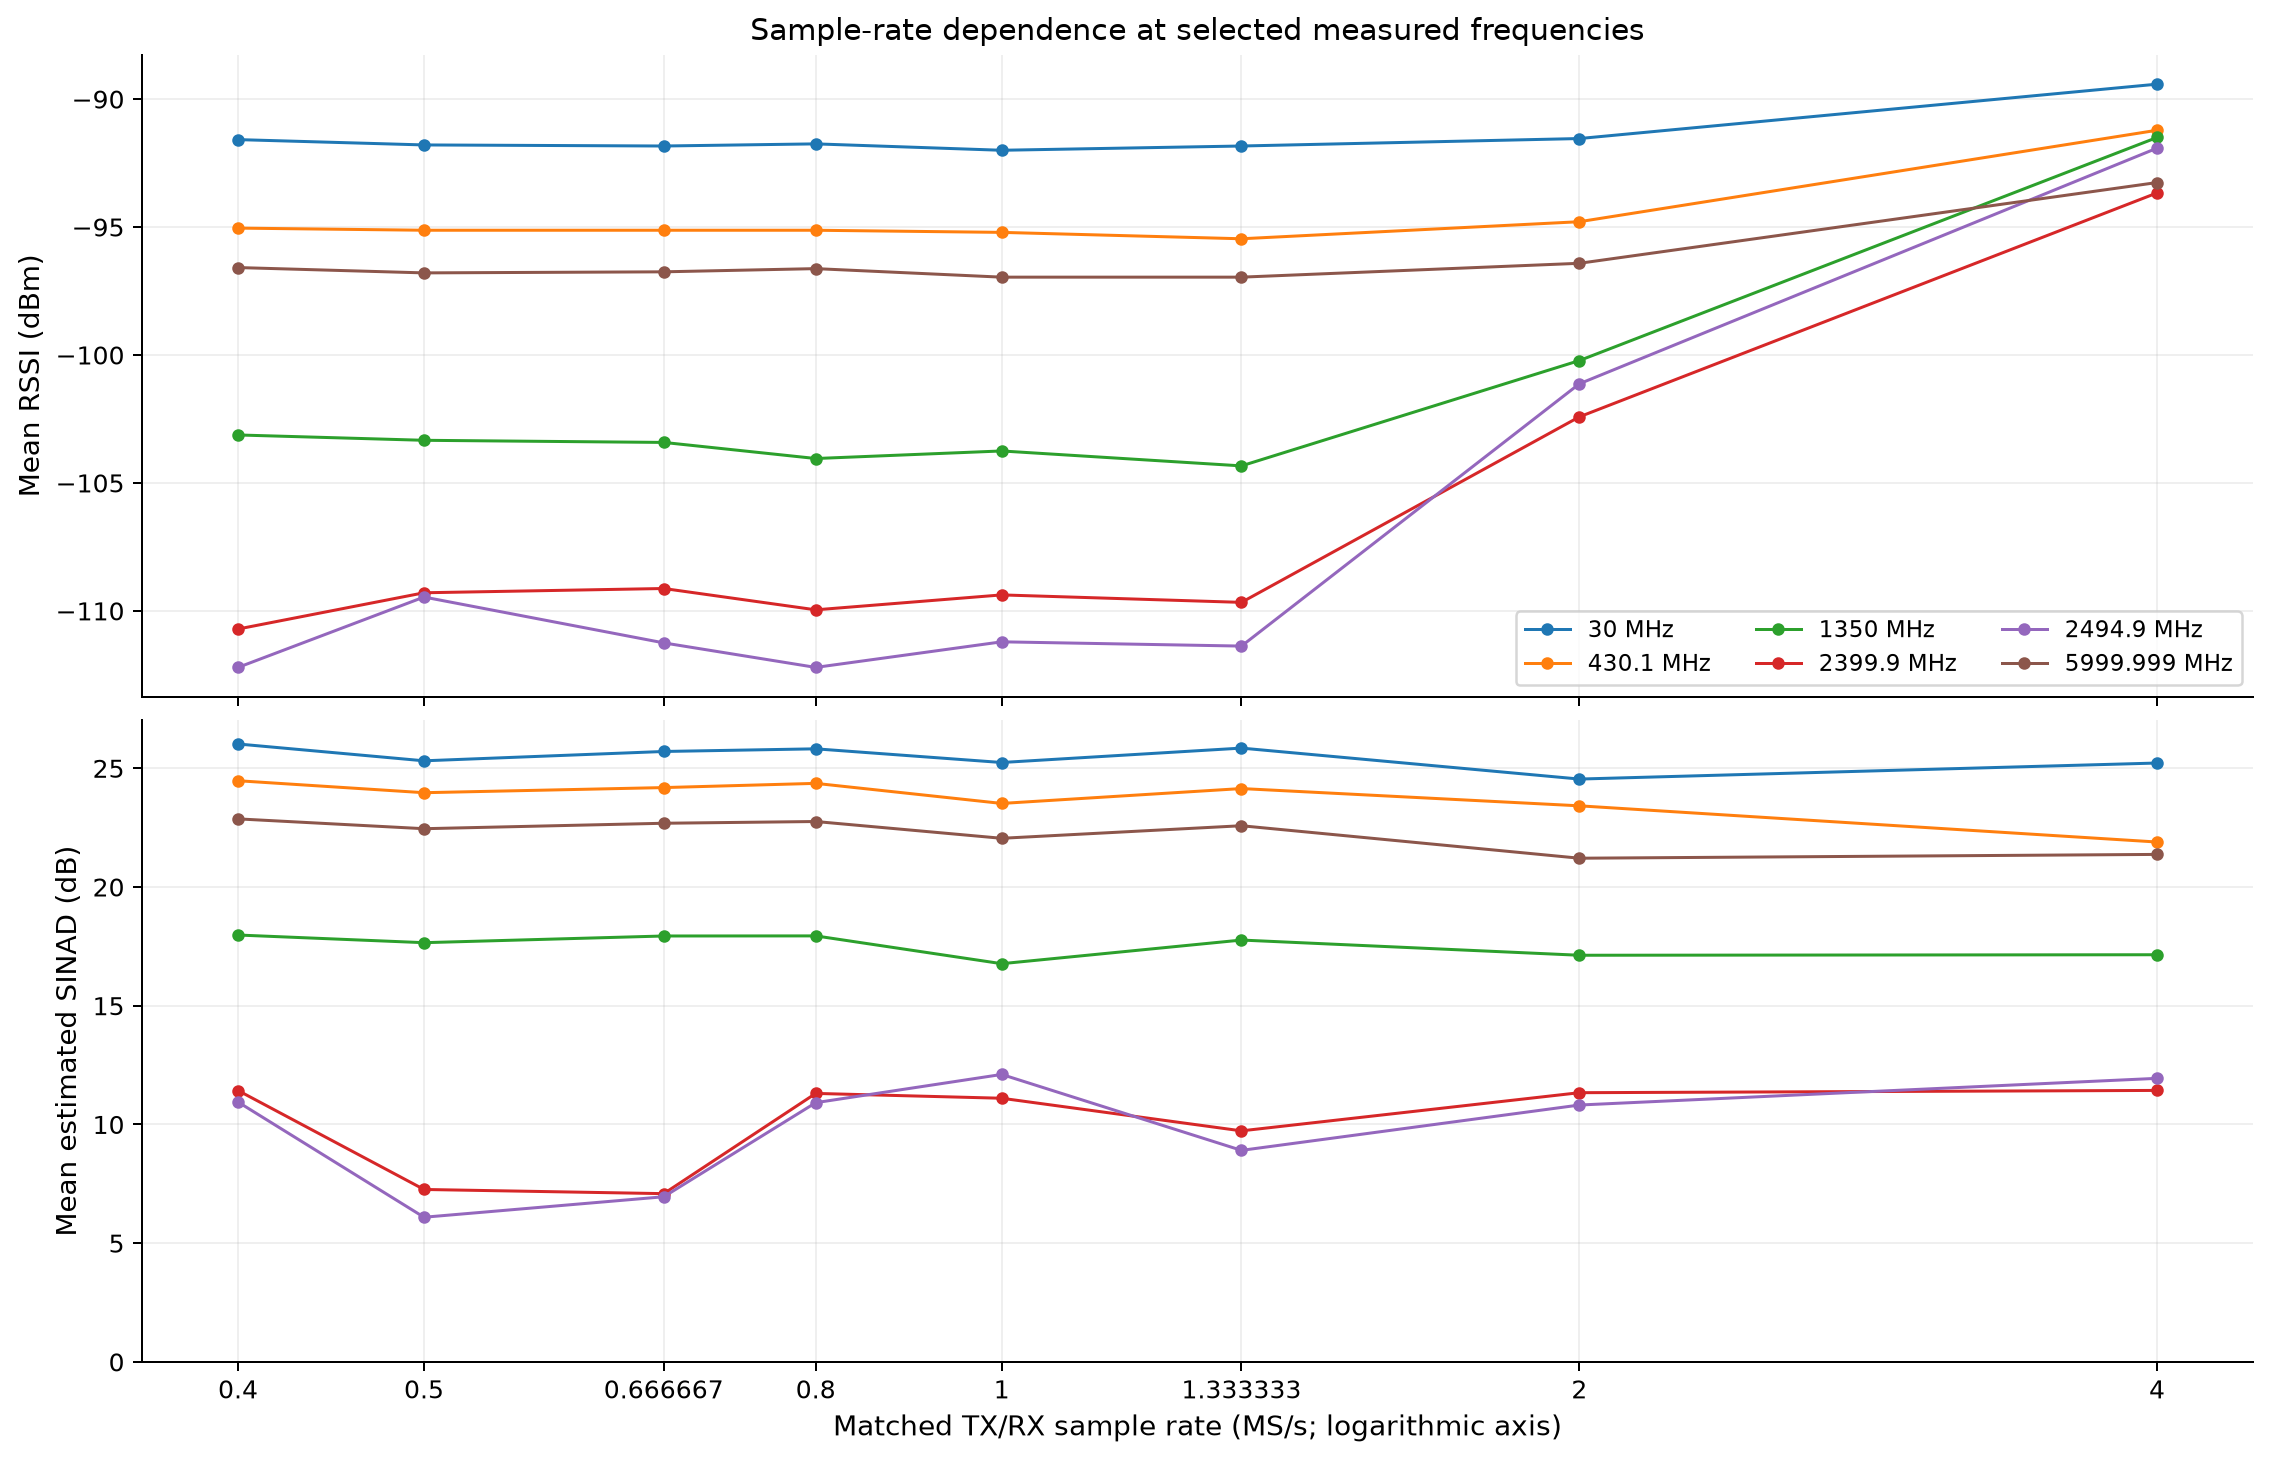 Sample-rate dependence at selected measured frequencies
Mean RSSI (dBm)
−90
−95
−100
−105
−110
30 MHz
430.1 MHz
1350 MHz
2399.9 MHz
2494.9 MHz
5999.999 MHz
Mean estimated SINAD (dB)
25
20
15
10
5
0
0.4
0.5
0.666667
0.8
1
1.333333
2
4
Matched TX/RX sample rate (MS/s; logarithmic axis)